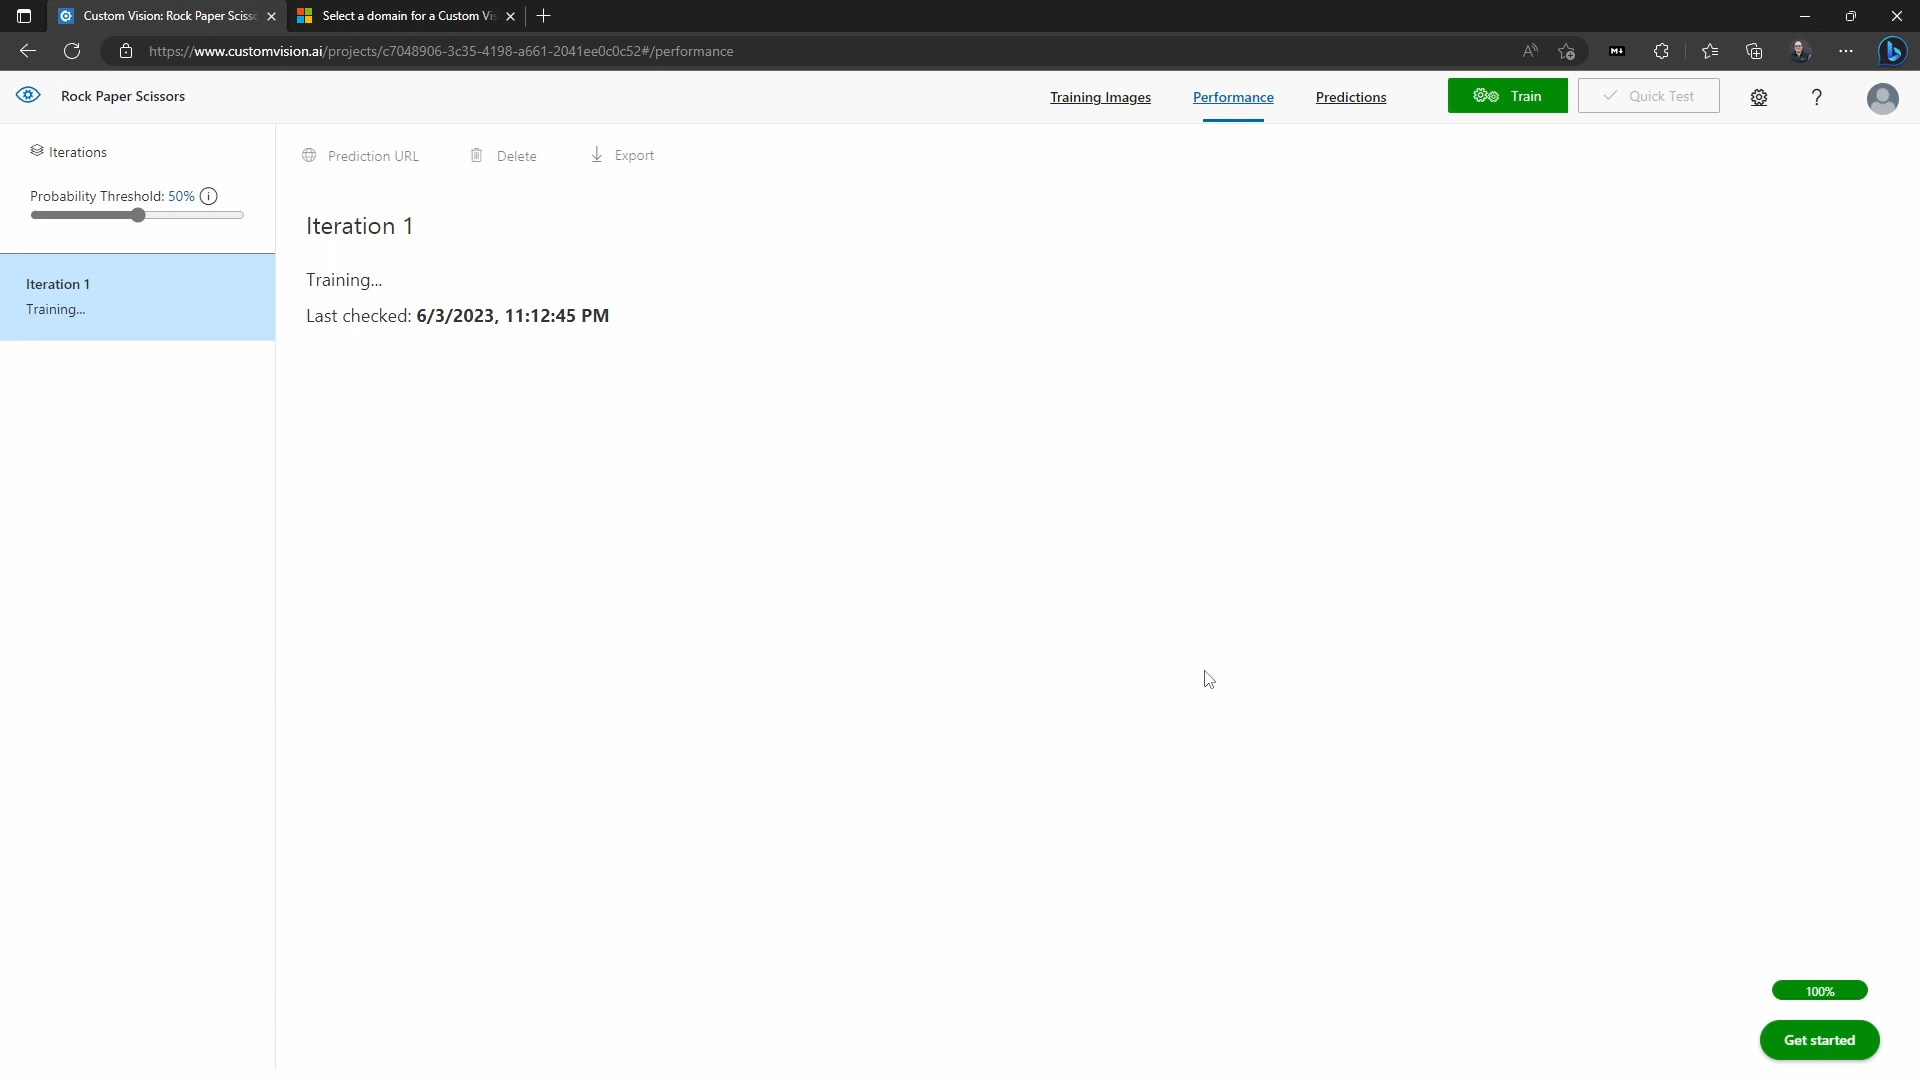 Custom Vision: Rock Paper Scisso
Select a domain for a Custom Vis
https://www.customvision.ai/projects/c7048906-3c35-4198-a661-2041ee0c0c52#/performance
Rock Paper Scissors
Training Images
Performance
Predictions
Train
Quick Test
Iterations
Prediction URL
Delete
Export
Probability Threshold: 50%
Iteration 1
Iteration 1
Training...
Training...
Last checked: 6/3/2023, 11:12:45 PM
100%
Get started